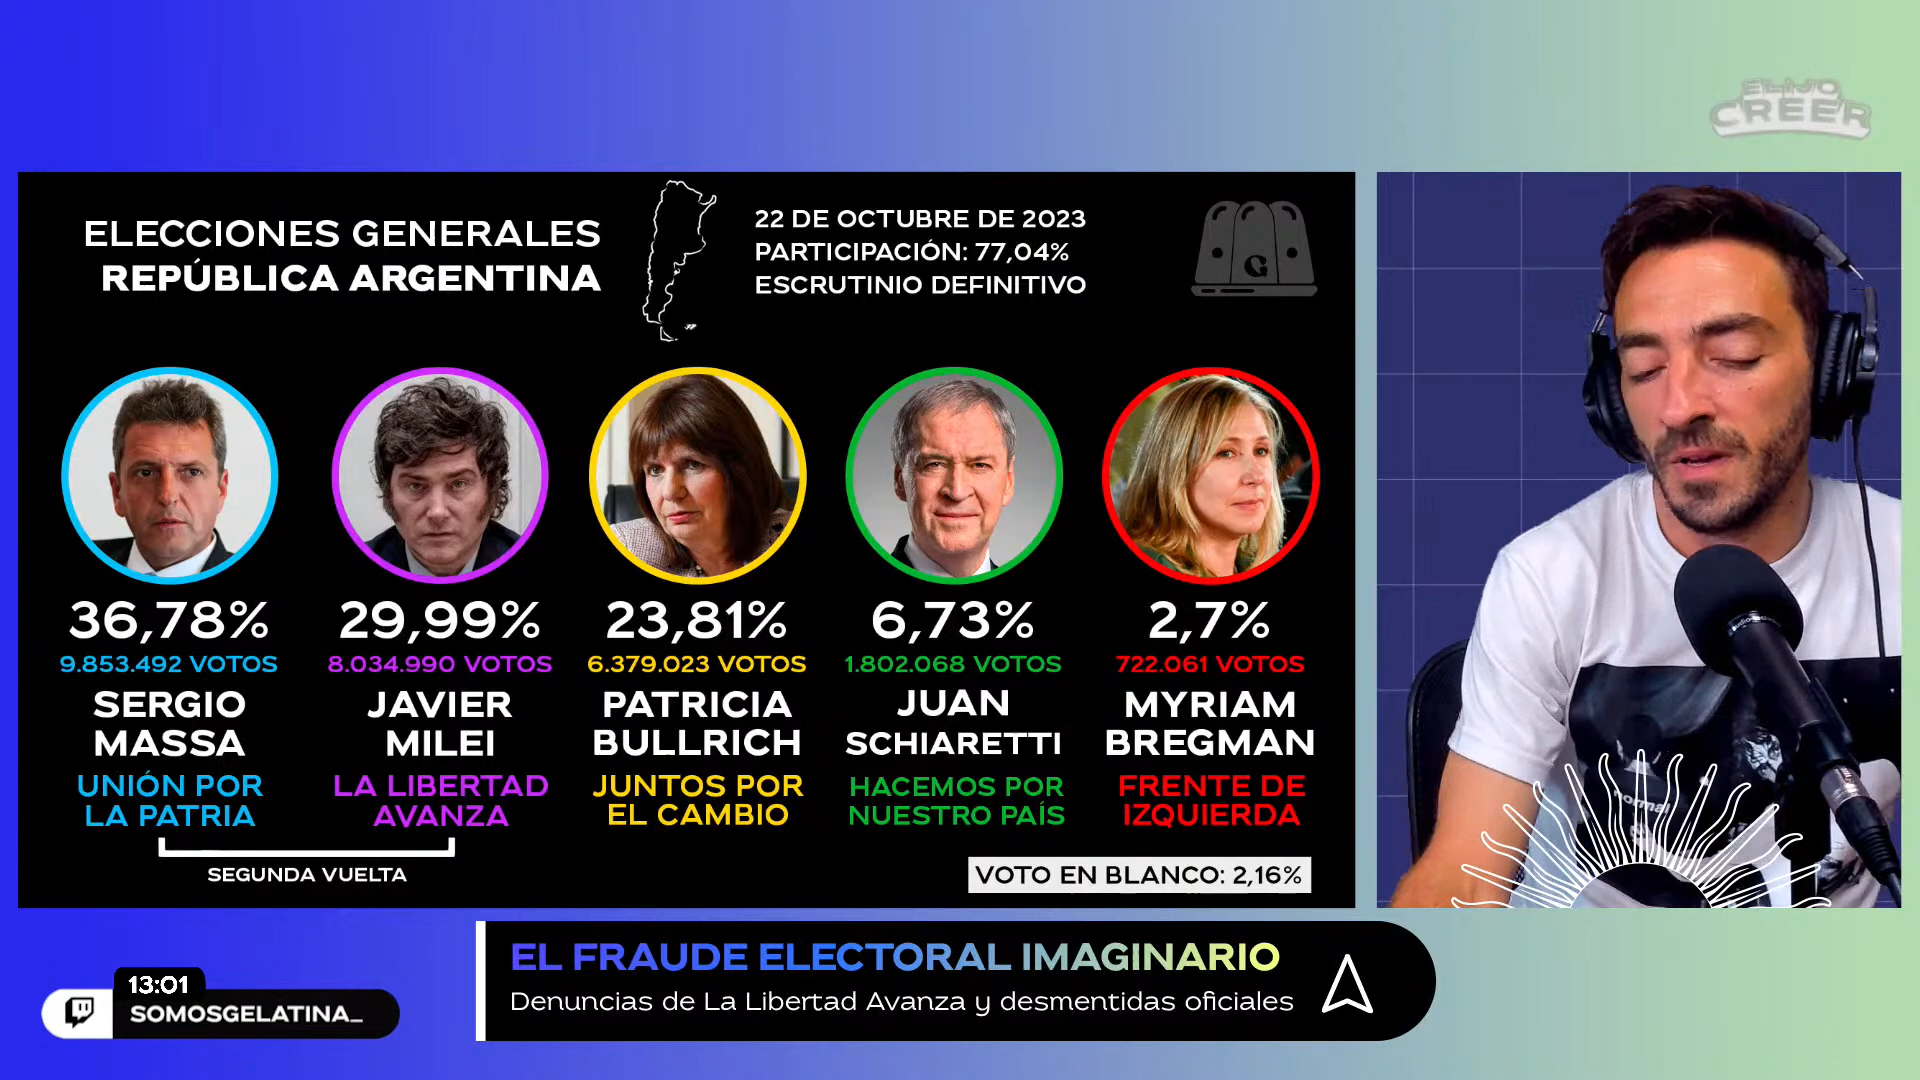 ELIJO
CREER
ELECCIONES GENERALES
REPÚBLICA ARGENTINA
22 DE OCTUBRE DE 2023
PARTICIPACIÓN: 77,04%
ESCRUTINIO DEFINITIVO
G
36,78%
9.853.492 VOTOS
SERGIO
MASSA
UNIÓN POR
LA PATRIA
29,99%
8.034.990 VOTOS
JAVIER
MILEI
LA LIBERTAD
AVANZA
23,81%
6.379.023 VOTOS
PATRICIA
BULLRICH
JUNTOS POR
EL CAMBIO
6,73%
1.802.068 VOTOS
JUAN
SCHIARETTI
HACEMOS POR
NUESTRO PAÍS
2,7%
722.061 VOTOS
MYRIAM
BREGMAN
FRENTE DE
IZQUIERDA
SEGUNDA VUELTA
VOTO EN BLANCO: 2,16%
normal
EL FRAUDE ELECTORAL IMAGINARIO
Denuncias de La Libertad Avanza y desmentidas oficiales
13:01
SOMOSGELATINA_